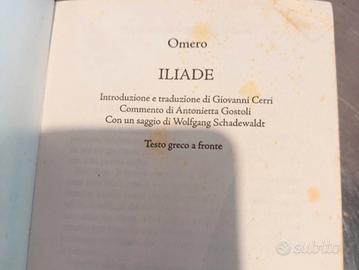 Omero
ILIADE
Introduzione e traduzione di Giovanni Cerri
Commento di Antonietta Gostoli
Con un saggio di Wolfgang Schadewaldt
Testo greco a fronte
subito